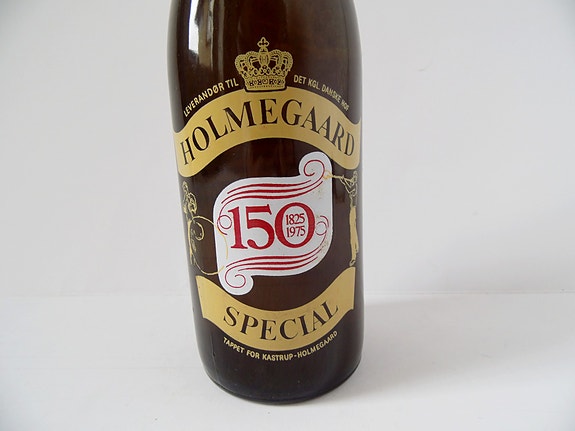 LEVERANDØR TIL DET KGL. DANSKE HOF
HOLMEGAARD
150
1825
1975
SPECIAL
TAPPET FOR KASTRUP-HOLMEGAARD